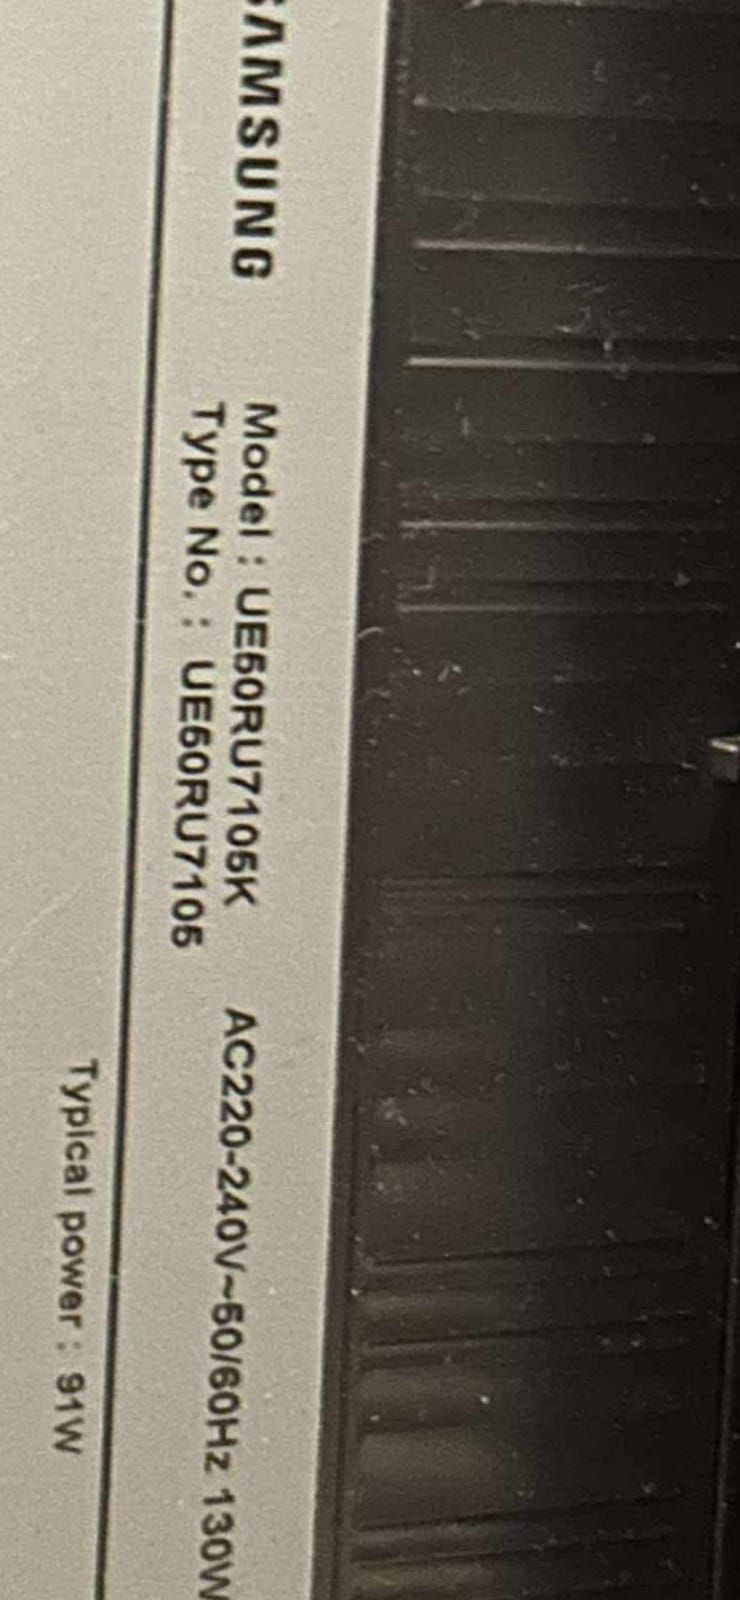 SAMSUNG
Model : UE50RU7105K
Type No. : UE50RU7105
AC220-240V~50/60Hz 130W
Typical power : 91W